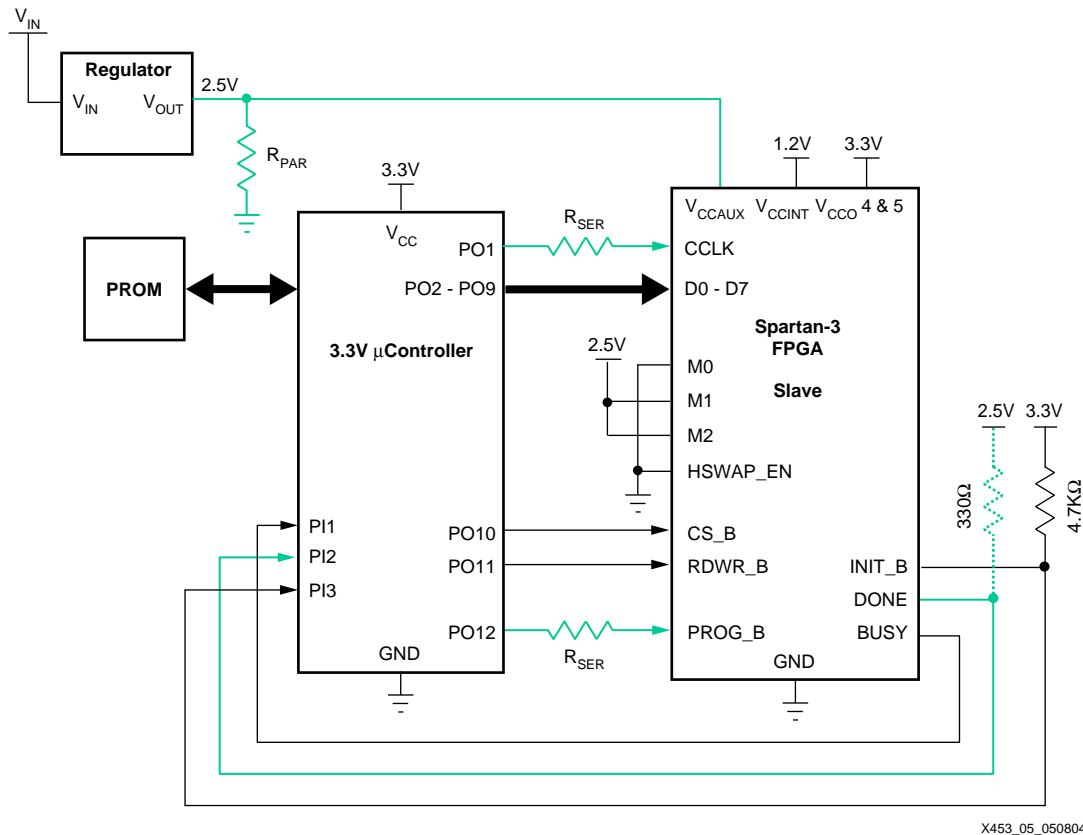 VIN
Regulator
2.5V
VIN
VOUT
RPAR
3.3V
1.2V
3.3V
VCC
VCCAUX
VCCINT
VCCO 4 & 5
PO1
RSER
CCLK
PROM
PO2 - PO9
D0 - D7
3.3V μController
Spartan-3
FPGA
Slave
2.5V
M0
M1
M2
HSWAP_EN
2.5V
3.3V
330Ω
4.7KΩ
PI1
PI2
PI3
PO10
CS_B
PO11
RDWR_B
INIT_B
DONE
BUSY
PO12
RSER
PROG_B
GND
GND
X453_05_050804